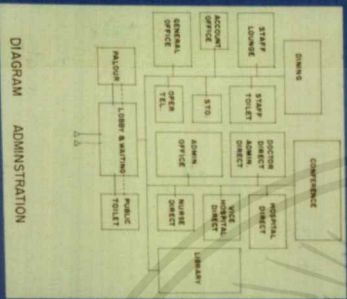 DINING
CONFERENCE
STAFF
LOUNGE
STAFF
TOILET
DOCTOR
DIRECT
ADMIN.
DIRECT
HOSPITAL
DIRECT
ACCOUNT.
OFFICE
STO.
VICE
HOSPITAL
DIRECT
GENERAL
OFFICE
OPER
TEL.
ADMIN.
OFFICE
NURSE
DIRECT
LIBRARY
PALOUR
LOBBY & WAITING
PUBLIC
TOILET
DIAGRAM ADMINSTRATION